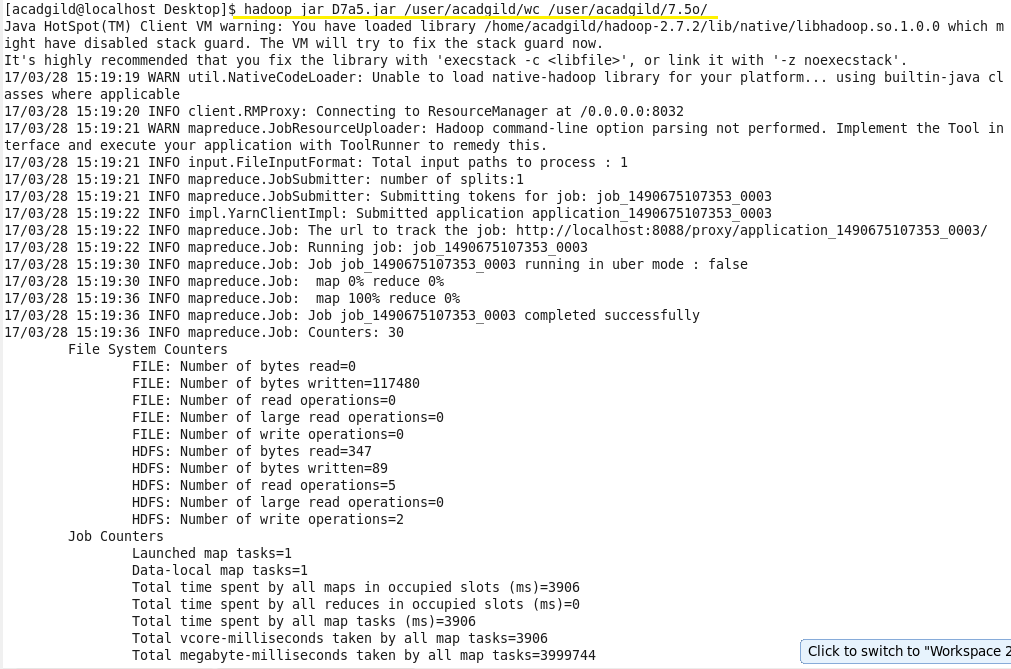 [acadgild@localhost Desktop]$ hadoop jar D7a5.jar /user/acadgild/wc /user/acadgild/7.5o/
Java HotSpot(TM) Client VM warning: You have loaded library /home/acadgild/hadoop-2.7.2/lib/native/libhadoop.so.1.0.0 which m
ight have disabled stack guard. The VM will try to fix the stack guard now.
It's highly recommended that you fix the library with 'execstack -c <libfile>', or link it with '-z noexecstack'.
17/03/28 15:19:19 WARN util.NativeCodeLoader: Unable to load native-hadoop library for your platform... using builtin-java cl
asses where applicable
17/03/28 15:19:20 INFO client.RMProxy: Connecting to ResourceManager at /0.0.0.0:8032
17/03/28 15:19:21 WARN mapreduce.JobResourceUploader: Hadoop command-line option parsing not performed. Implement the Tool in
terface and execute your application with ToolRunner to remedy this.
17/03/28 15:19:21 INFO input.FileInputFormat: Total input paths to process : 1
17/03/28 15:19:21 INFO mapreduce.JobSubmitter: number of splits:1
17/03/28 15:19:21 INFO mapreduce.JobSubmitter: Submitting tokens for job: job_1490675107353_0003
17/03/28 15:19:22 INFO impl.YarnClientImpl: Submitted application application_1490675107353_0003
17/03/28 15:19:22 INFO mapreduce.Job: The url to track the job: http://localhost:8088/proxy/application_1490675107353_0003/
17/03/28 15:19:22 INFO mapreduce.Job: Running job: job_1490675107353_0003
17/03/28 15:19:30 INFO mapreduce.Job: Job job_1490675107353_0003 running in uber mode : false
17/03/28 15:19:30 INFO mapreduce.Job:  map 0% reduce 0%
17/03/28 15:19:36 INFO mapreduce.Job:  map 100% reduce 0%
17/03/28 15:19:36 INFO mapreduce.Job: Job job_1490675107353_0003 completed successfully
17/03/28 15:19:36 INFO mapreduce.Job: Counters: 30
File System Counters
FILE: Number of bytes read=0
FILE: Number of bytes written=117480
FILE: Number of read operations=0
FILE: Number of large read operations=0
FILE: Number of write operations=0
HDFS: Number of bytes read=347
HDFS: Number of bytes written=89
HDFS: Number of read operations=5
HDFS: Number of large read operations=0
HDFS: Number of write operations=2
Job Counters
Launched map tasks=1
Data-local map tasks=1
Total time spent by all maps in occupied slots (ms)=3906
Total time spent by all reduces in occupied slots (ms)=0
Total time spent by all map tasks (ms)=3906
Total vcore-milliseconds taken by all map tasks=3906
Total megabyte-milliseconds taken by all map tasks=3999744
Click to switch to "Workspace 2